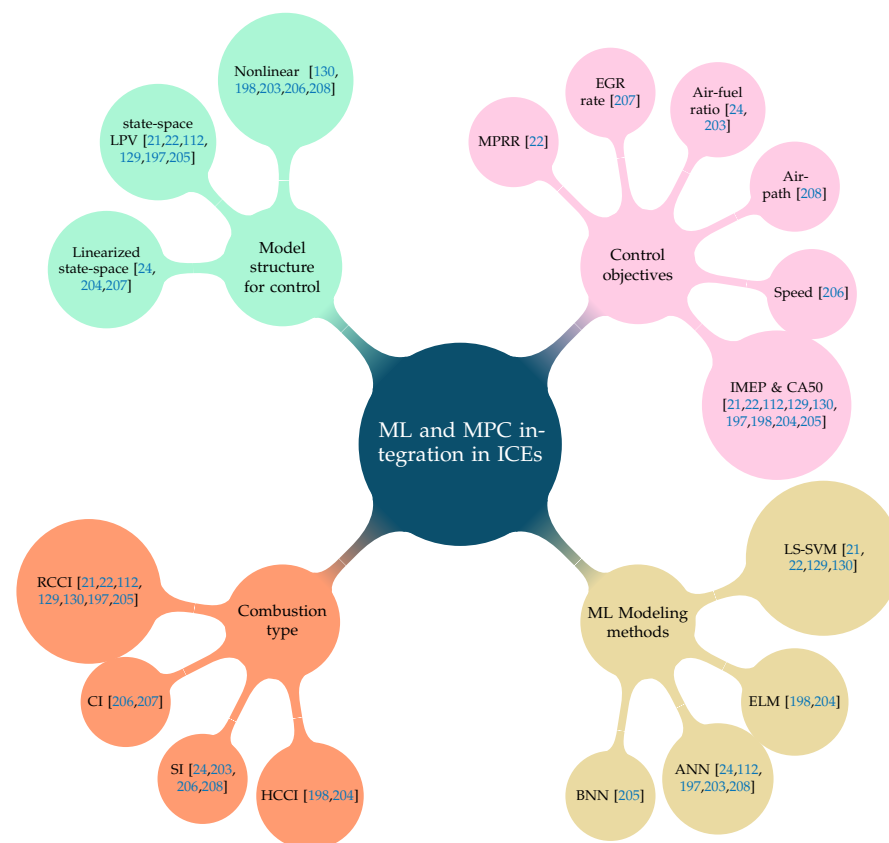 Nonlinear [130,
198,203,206,208]
state-space
LPV [21,22,112,
129,197,205]
Linearized
state-space [24,
204,207]
Model
structure
for control
MPRR [22]
EGR
rate [207]
Air-fuel
ratio [24,
203]
Air-
path [208]
Speed [206]
IMEP & CA50
[21,22,112,129,130,
197,198,204,205]
Control
objectives
ML and MPC in-
tegration in ICEs
RCCI [21,22,112,
129,130,197,205]
CI [206,207]
SI [24,203,
206,208]
HCCI [198,204]
Combustion
type
LS-SVM [21,
22,129,130]
ELM [198,204]
ANN [24,112,
197,203,208]
BNN [205]
ML Modeling
methods